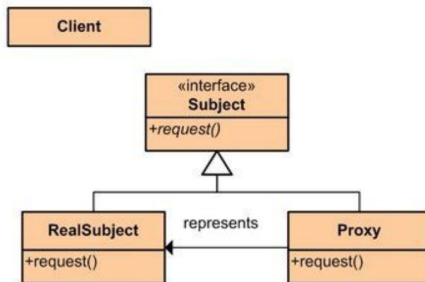 Client
«interface»
Subject
+request()
represents
RealSubject
+request()
Proxy
+request()